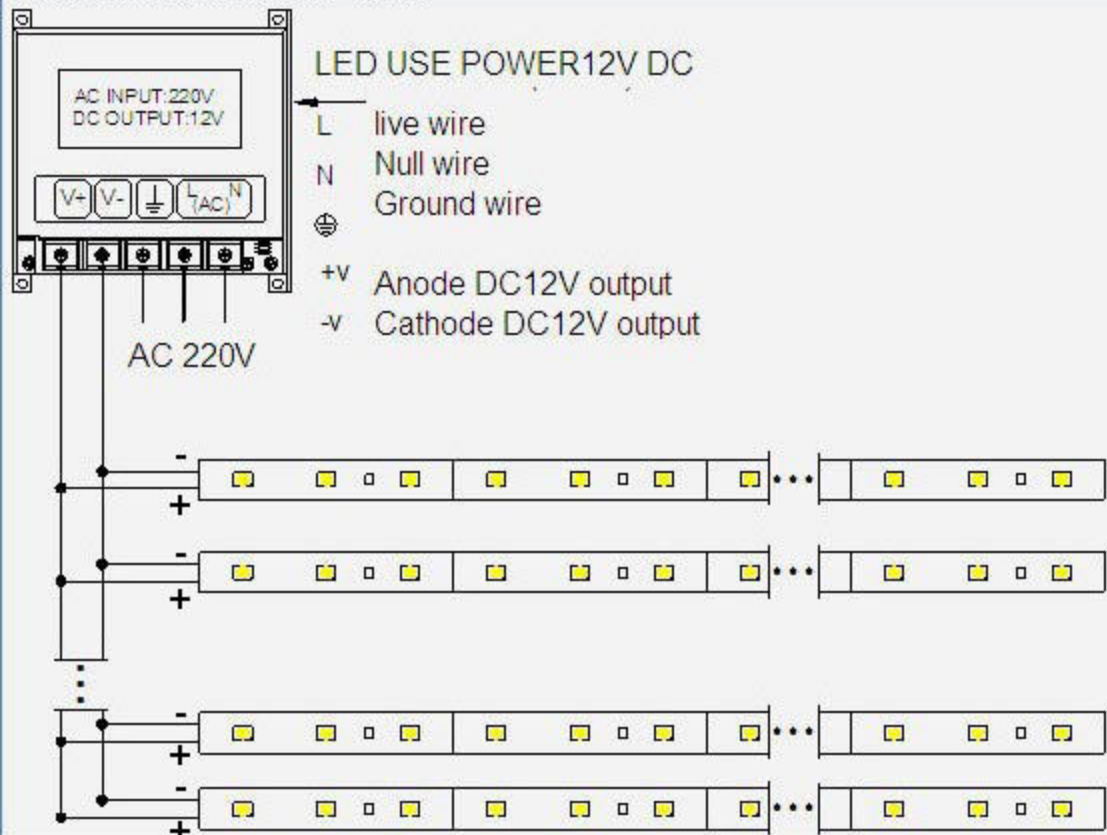 AC INPUT:220V
DC OUTPUT:12V
V+ V- L (AC) N
AC 220V
LED USE POWER12V DC
L live wire
N Null wire
Ground wire
+v Anode DC12V output
-v Cathode DC12V output
-
+
-
+
-
+
-
+